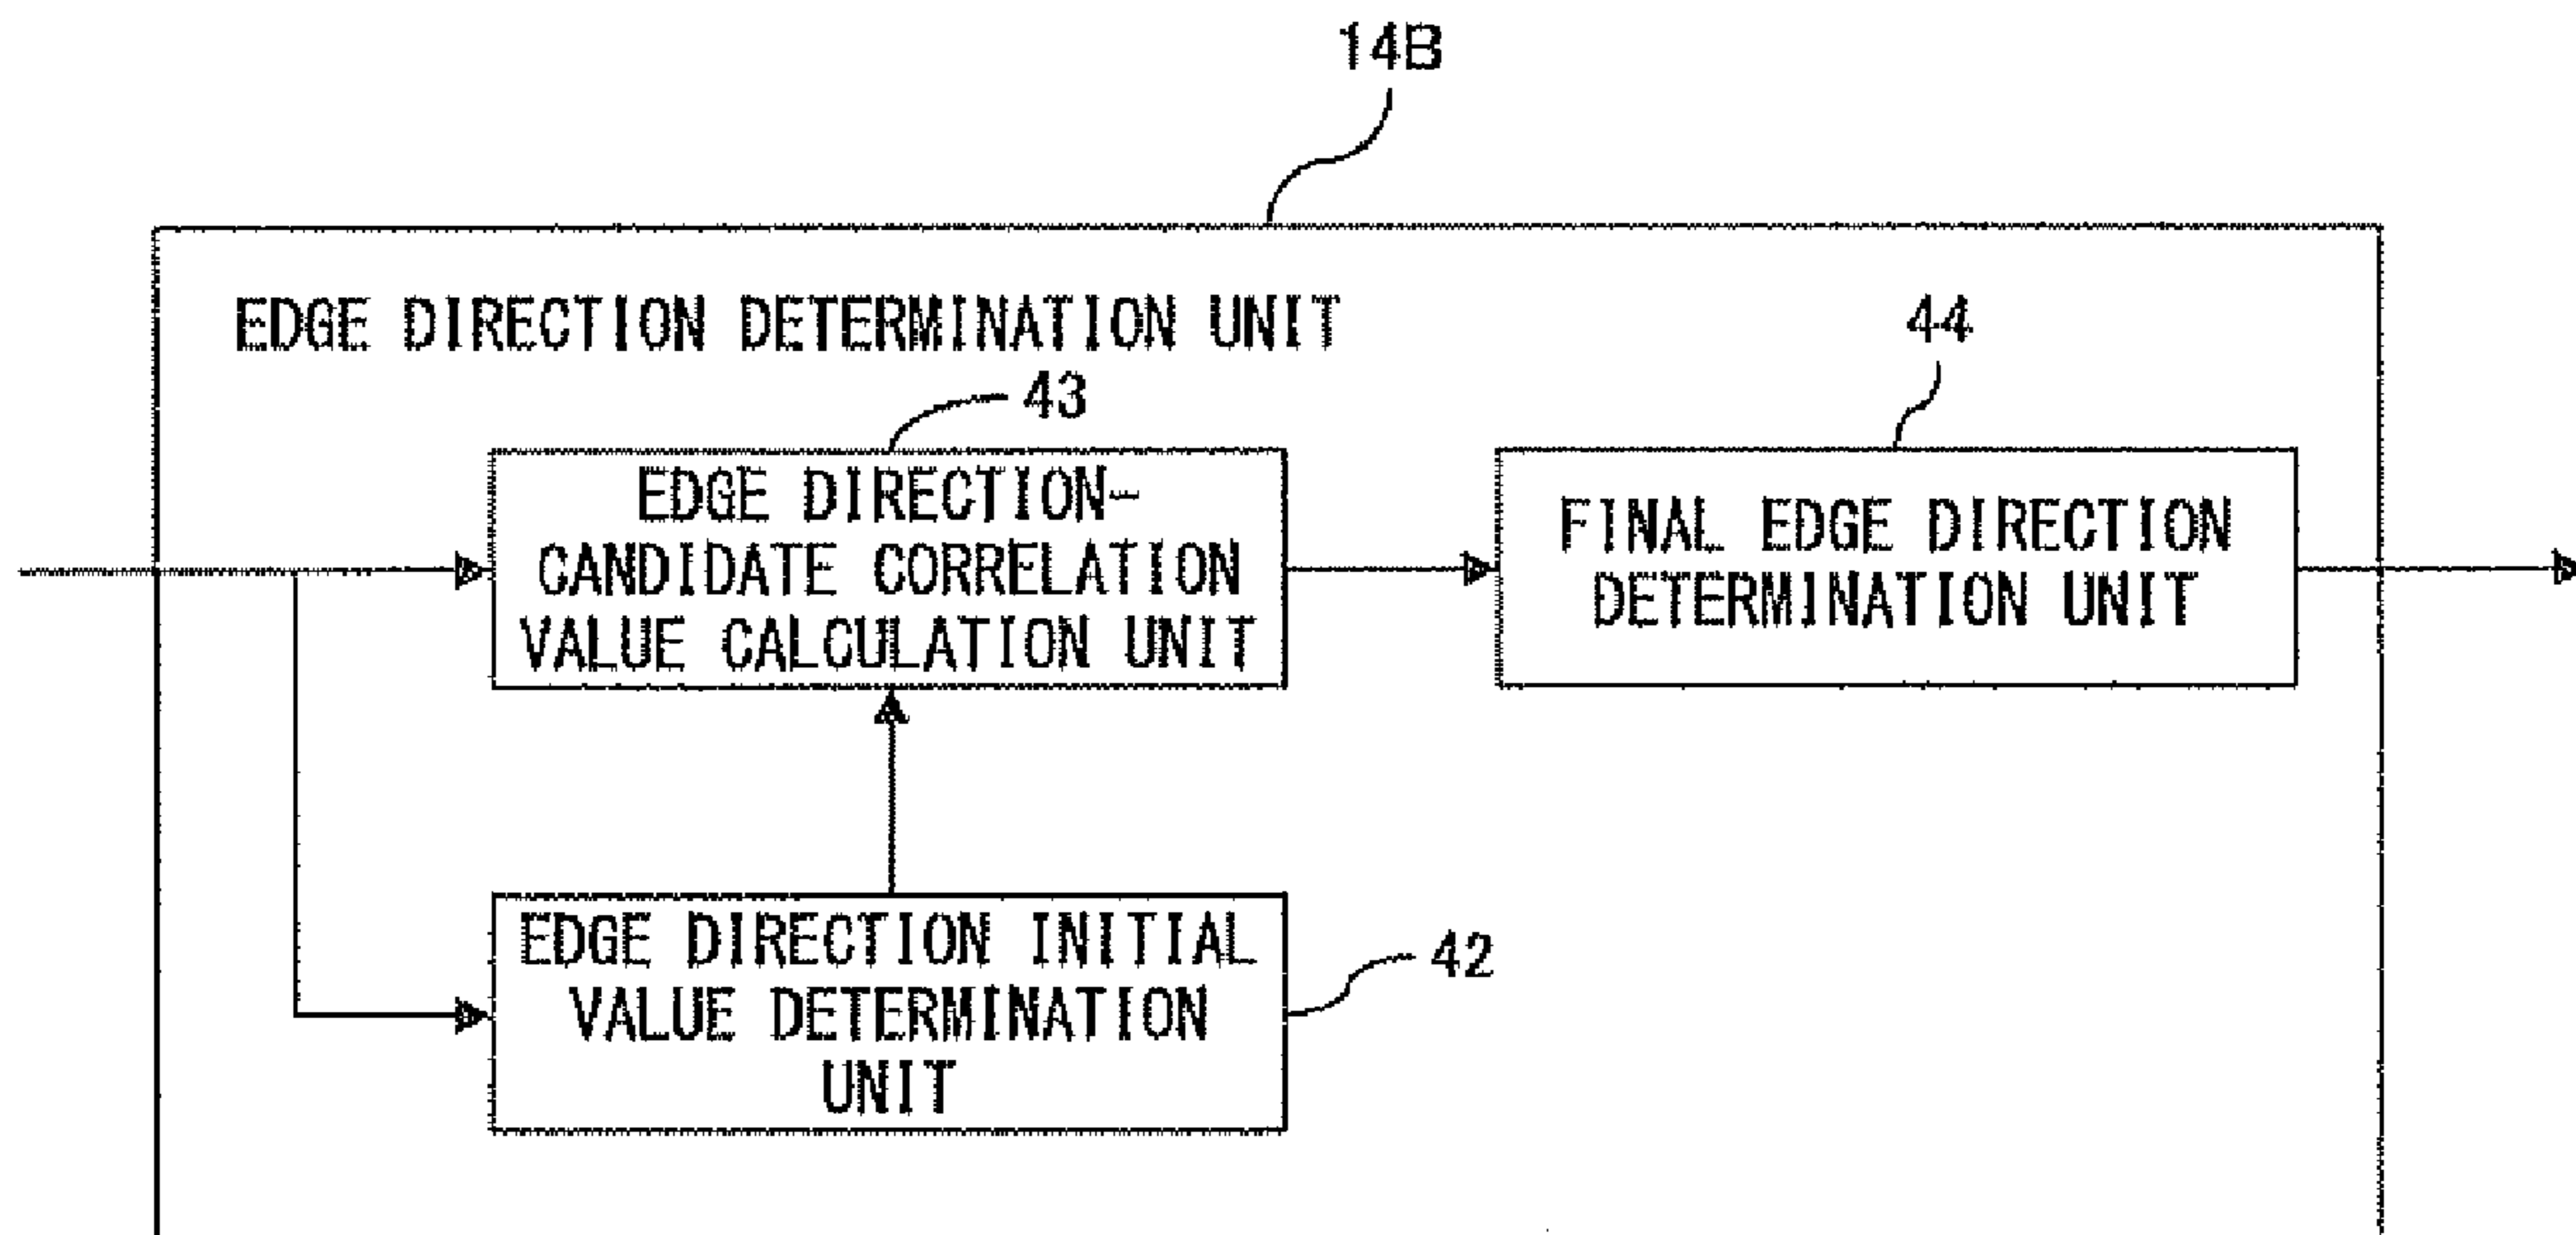 14B
EDGE DIRECTION DETERMINATION UNIT
43
44
EDGE DIRECTION-
CANDIDATE CORRELATION
VALUE CALCULATION UNIT
FINAL EDGE DIRECTION
DETERMINATION UNIT
EDGE DIRECTION INITIAL
VALUE DETERMINATION
UNIT
42